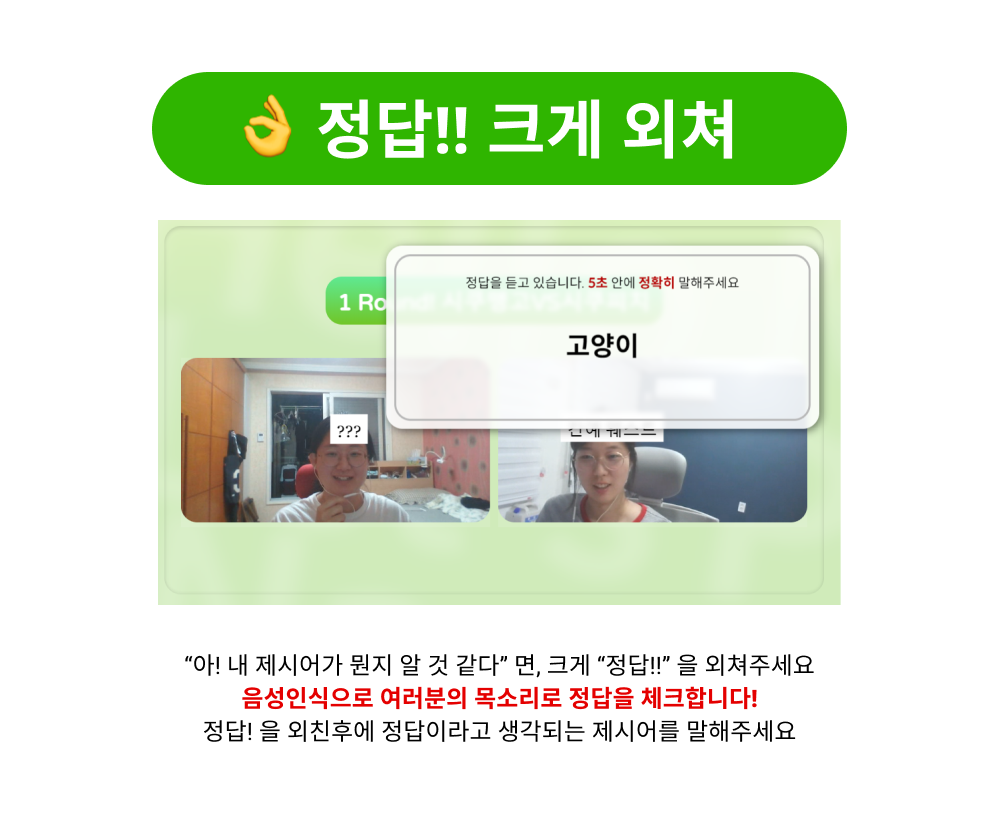 👌 정답!! 크게 외쳐
정답을 듣고 있습니다. 5초 안에 정확히 말해주세요
1 Round!
고양이
???
“아! 내 제시어가 뭔지 알 것 같다” 면, 크게 “정답!!” 을 외쳐주세요
음성인식으로 여러분의 목소리로 정답을 체크합니다!
정답! 을 외친후에 정답이라고 생각되는 제시어를 말해주세요